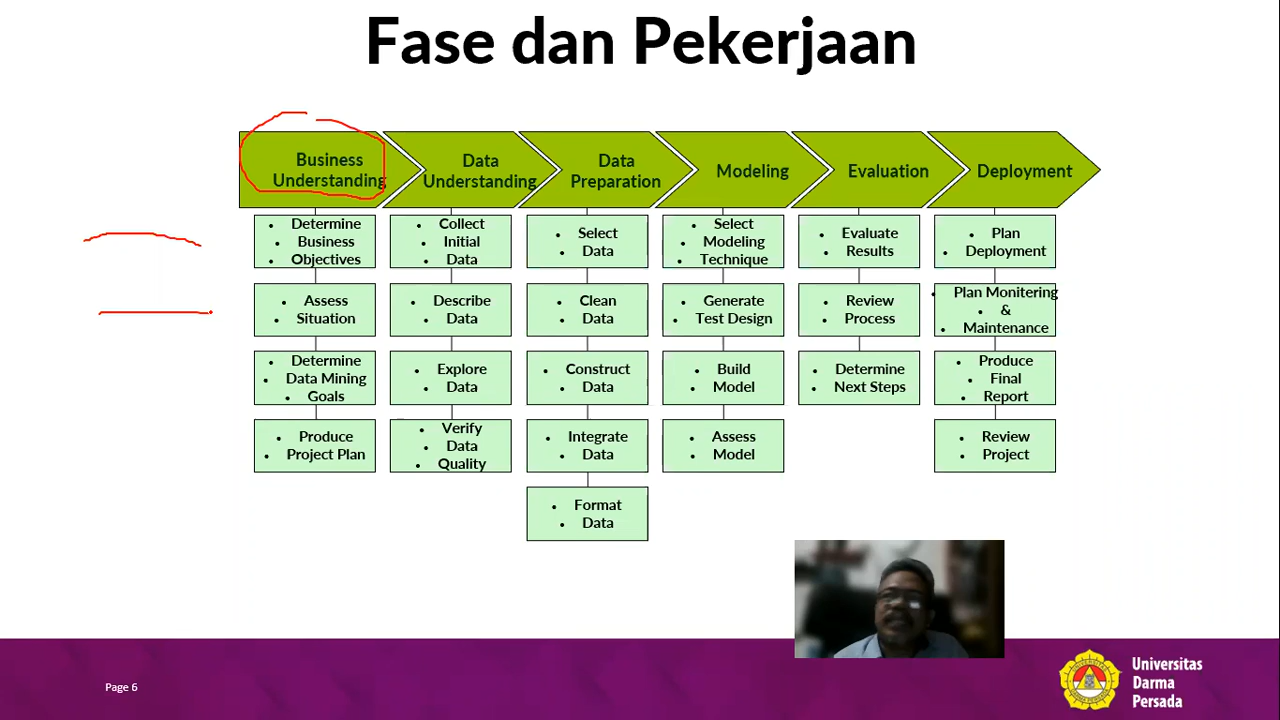 Fase dan Pekerjaan
Business
Understanding
Data
Understanding
Data
Preparation
Modeling
Evaluation
Deployment
• Determine
• Business
• Objectives
• Assess
• Situation
• Determine
• Data Mining
• Goals
• Produce
• Project Plan
• Collect
• Initial
• Data
• Describe
• Data
• Explore
• Data
• Verify
• Data
• Quality
• Select
• Data
• Clean
• Data
• Construct
• Data
• Integrate
• Data
• Format
• Data
• Select
• Modeling
• Technique
• Generate
• Test Design
• Build
• Model
• Assess
• Model
• Evaluate
• Results
• Review
• Process
• Determine
• Next Steps
• Plan
• Deployment
• Plan Monitering
• &
• Maintenance
• Produce
• Final
• Report
• Review
• Project
Page 6
Universitas
Darma
Persada